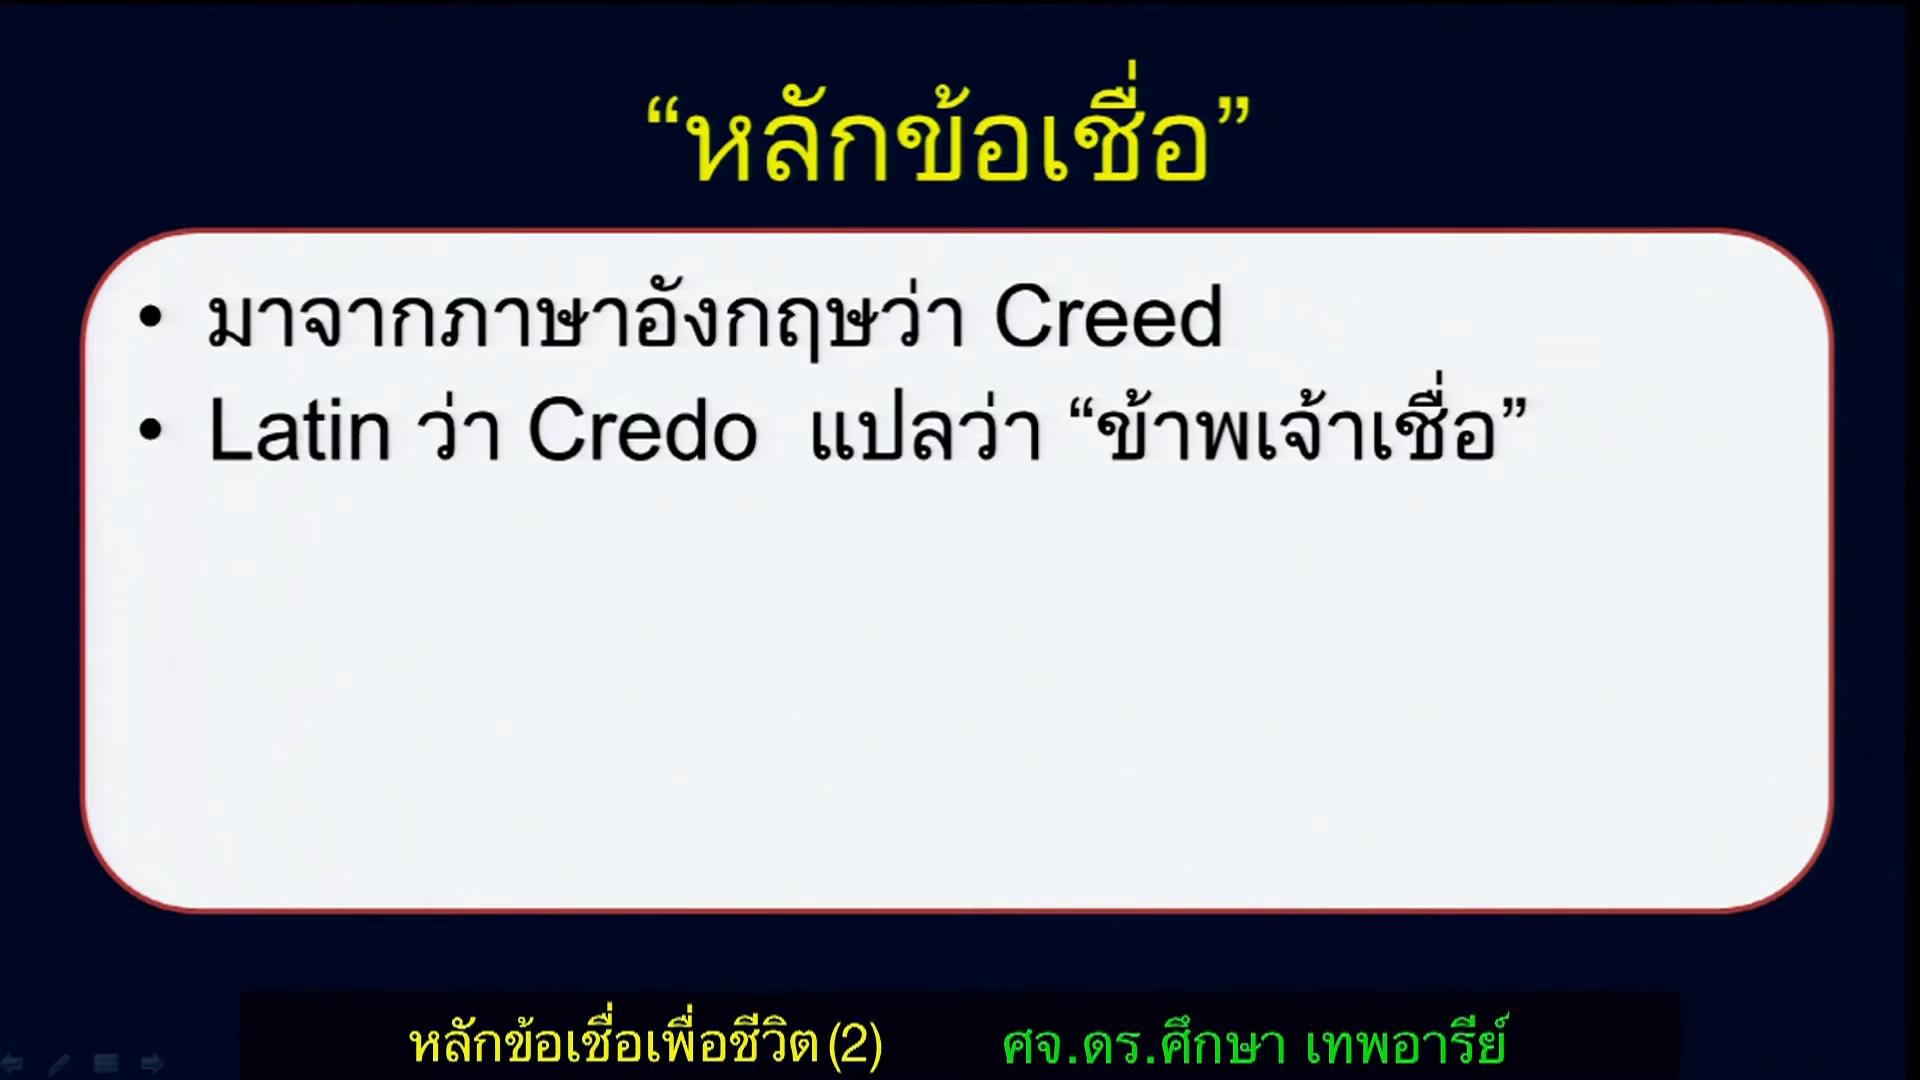 “หลักข้อเชื่อ”
• มาจากภาษาอังกฤษว่า Creed
• Latin ว่า Credo แปลว่า “ข้าพเจ้าเชื่อ”
หลักข้อเชื่อเพื่อชีวิต (2) ศจ.ดร.ศึกษา เทพอารีย์